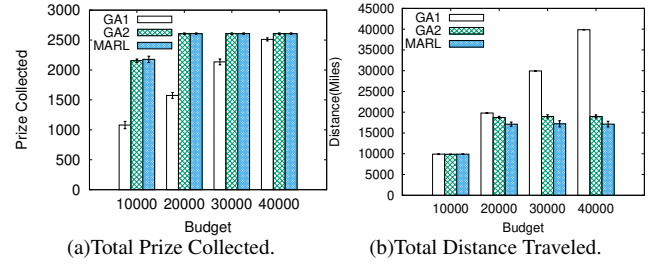 GA1
GA2
MARL
3000
2500
2000
1500
1000
500
0
Prize Collected
10000 20000 30000 40000
Budget
(a)Total Prize Collected.
GA1
GA2
MARL
45000
40000
35000
30000
25000
20000
15000
10000
5000
0
Distance(Miles)
10000 20000 30000 40000
Budget
(b)Total Distance Traveled.